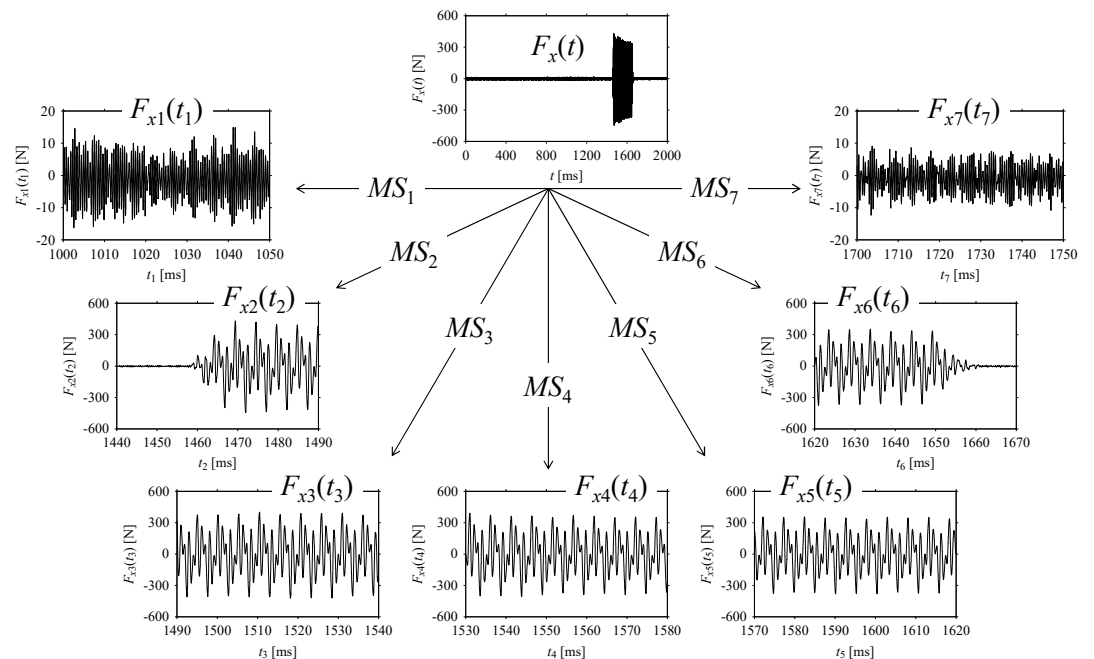 600
F_x(t)
300
F_x(t) [N]
0
-300
-600
0 400 800 1200 1600 2000
t [ms]
F_x1(t_1)
20
10
F_x1(t_1) [N]
0
-10
-20
1000 1010 1020 1030 1040 1050
t_1 [ms]
F_x7(t_7)
20
10
F_x7(t_7) [N]
0
-10
-20
1700 1710 1720 1730 1740 1750
t_7 [ms]
MS_1
MS_7
MS_2
MS_6
MS_3
MS_5
MS_4
F_x2(t_2)
600
300
F_x2(t_2) [N]
0
-300
-600
1440 1450 1460 1470 1480 1490
t_2 [ms]
F_x6(t_6)
600
300
F_x6(t_6) [N]
0
-300
-600
1620 1630 1640 1650 1660 1670
t_6 [ms]
F_x3(t_3)
600
300
F_x3(t_3) [N]
0
-300
-600
1490 1500 1510 1520 1530 1540
t_3 [ms]
F_x4(t_4)
600
300
F_x4(t_4) [N]
0
-300
-600
1530 1540 1550 1560 1570 1580
t_4 [ms]
F_x5(t_5)
600
300
F_x5(t_5) [N]
0
-300
-600
1570 1580 1590 1600 1610 1620
t_5 [ms]